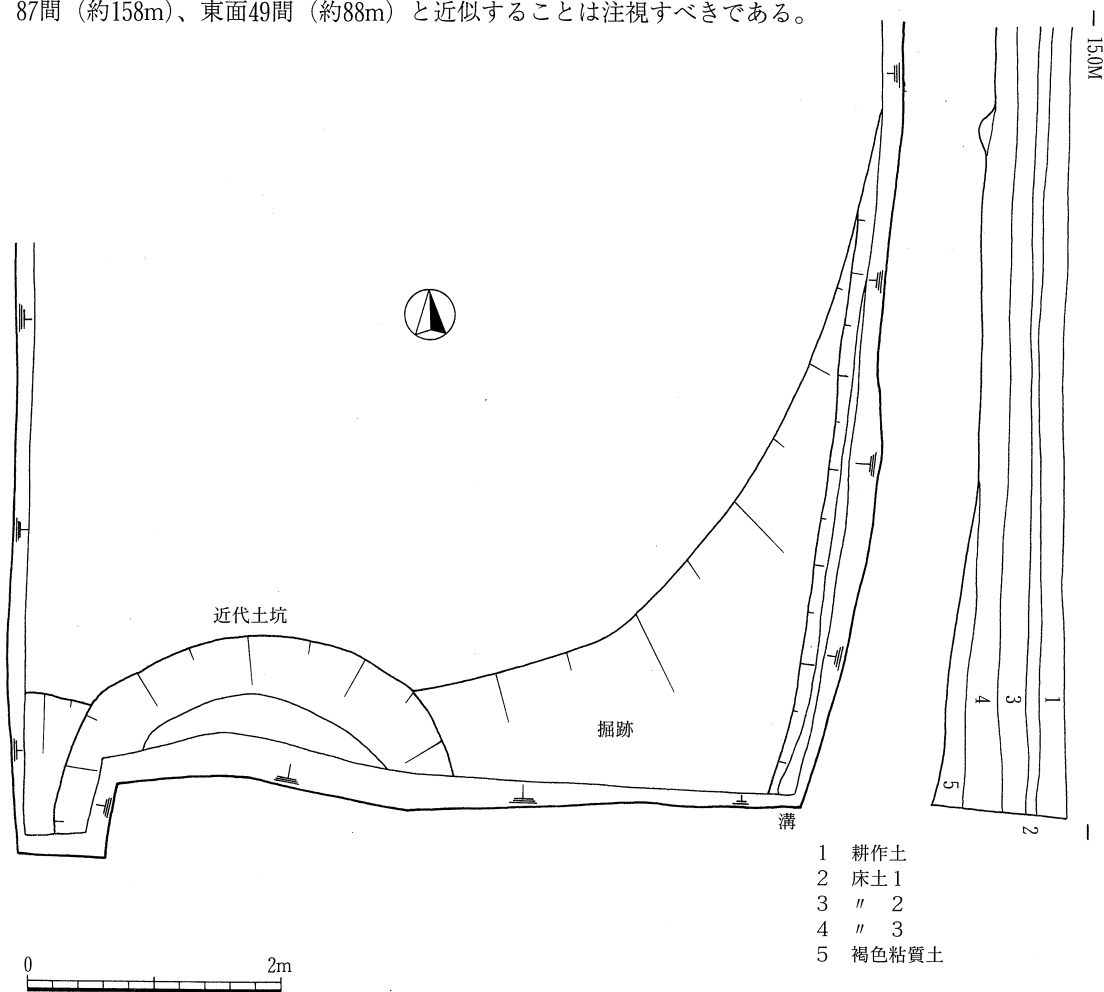 87間（約158m）、東面49間（約88m）と近似することは注視すべきである。
15.0M
近代土坑
掘跡
溝
4
3
1
5
2
1 耕作土
2 床土1
3 〃 2
4 〃 3
5 褐色粘質土
0 2m